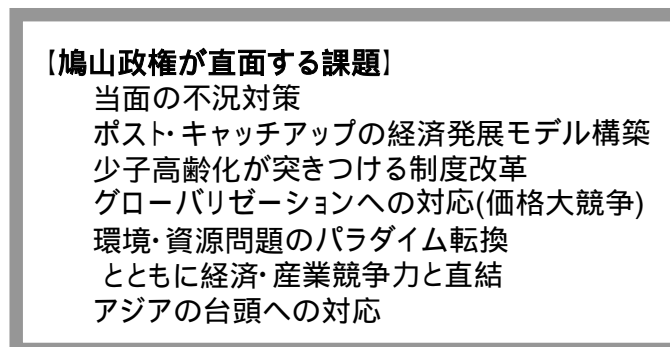 【鳩山政権が直面する課題】
当面の不況対策
ポスト・キャッチアップの経済発展モデル構築
少子高齢化が突きつける制度改革
グローバリゼーションへの対応(価格大競争)
環境・資源問題のパラダイム転換
とともに経済・産業競争力と直結
アジアの台頭への対応